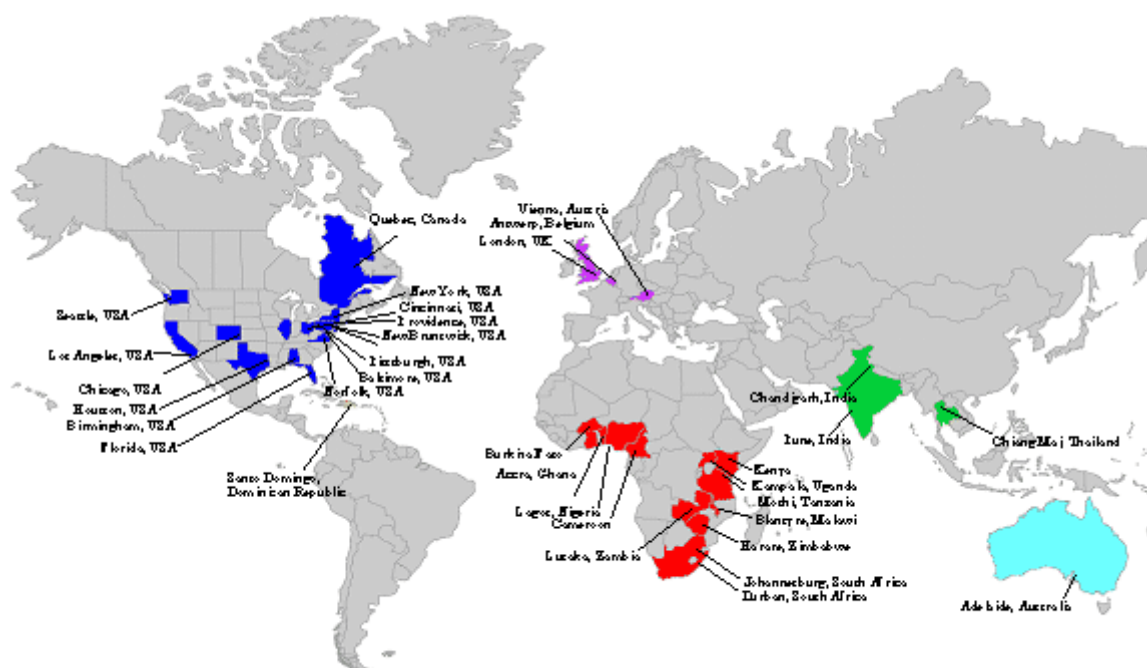 Quebec, Canada
Vienna, Austria
Antwerp, Belgium
London, UK
New York, USA
Cincinnati, USA
Providence, USA
New Brunswick, USA
Pittsburgh, USA
Baltimore, USA
Norfolk, USA
Seattle, USA
Los Angeles, USA
Chicago, USA
Houston, USA
Birmingham, USA
Florida, USA
Santo Domingo,
Dominican Republic
Burkina Faso
Accra, Ghana
Lagos, Nigeria
Cameroon
Lusaka, Zambia
Kenya
Kampala, Uganda
Moshi, Tanzania
Blantyre, Malawi
Harare, Zimbabwe
Johannesburg, South Africa
Durban, South Africa
Chandigarh, India
Pune, India
Chiang Mai, Thailand
Adelaide, Australia